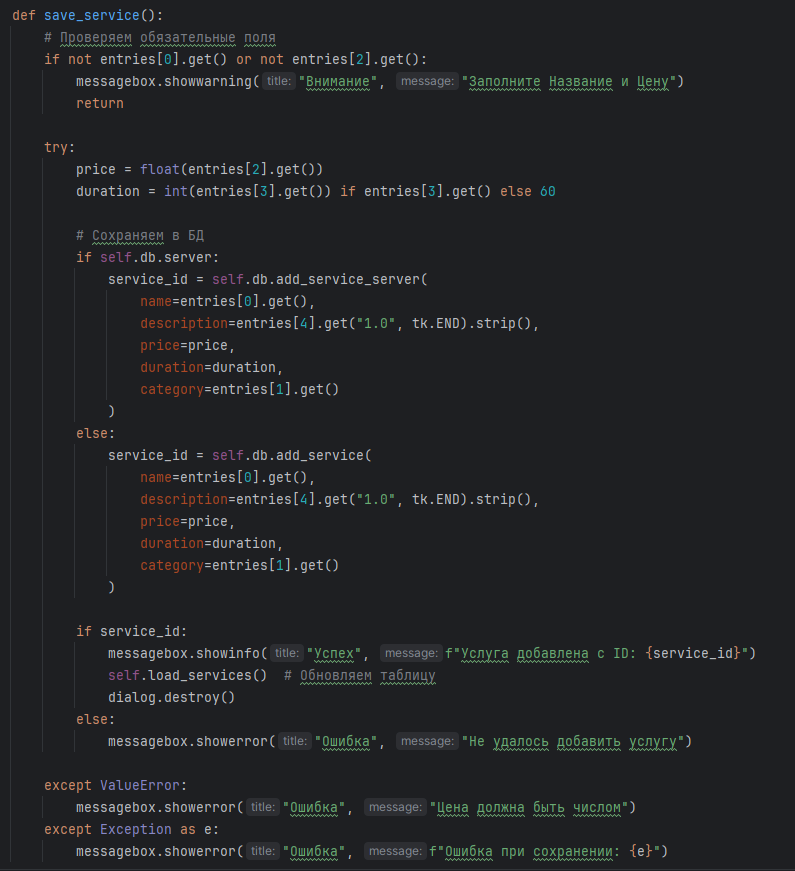 def save_service():
    # Проверяем обязательные поля
    if not entries[0].get() or not entries[2].get():
        messagebox.showwarning( title: "Внимание", message: "Заполните Название и Цену")
        return

    try:
        price = float(entries[2].get())
        duration = int(entries[3].get()) if entries[3].get() else 60

        # Сохраняем в БД
        if self.db.server:
            service_id = self.db.add_service_server(
                name=entries[0].get(),
                description=entries[4].get("1.0", tk.END).strip(),
                price=price,
                duration=duration,
                category=entries[1].get()
            )
        else:
            service_id = self.db.add_service(
                name=entries[0].get(),
                description=entries[4].get("1.0", tk.END).strip(),
                price=price,
                duration=duration,
                category=entries[1].get()
            )

        if service_id:
            messagebox.showinfo( title: "Успех", message: f"Услуга добавлена с ID: {service_id}")
            self.load_services()  # Обновляем таблицу
            dialog.destroy()
        else:
            messagebox.showerror( title: "Ошибка", message: "Не удалось добавить услугу")

    except ValueError:
        messagebox.showerror( title: "Ошибка", message: "Цена должна быть числом")
    except Exception as e:
        messagebox.showerror( title: "Ошибка", message: f"Ошибка при сохранении: {e}")